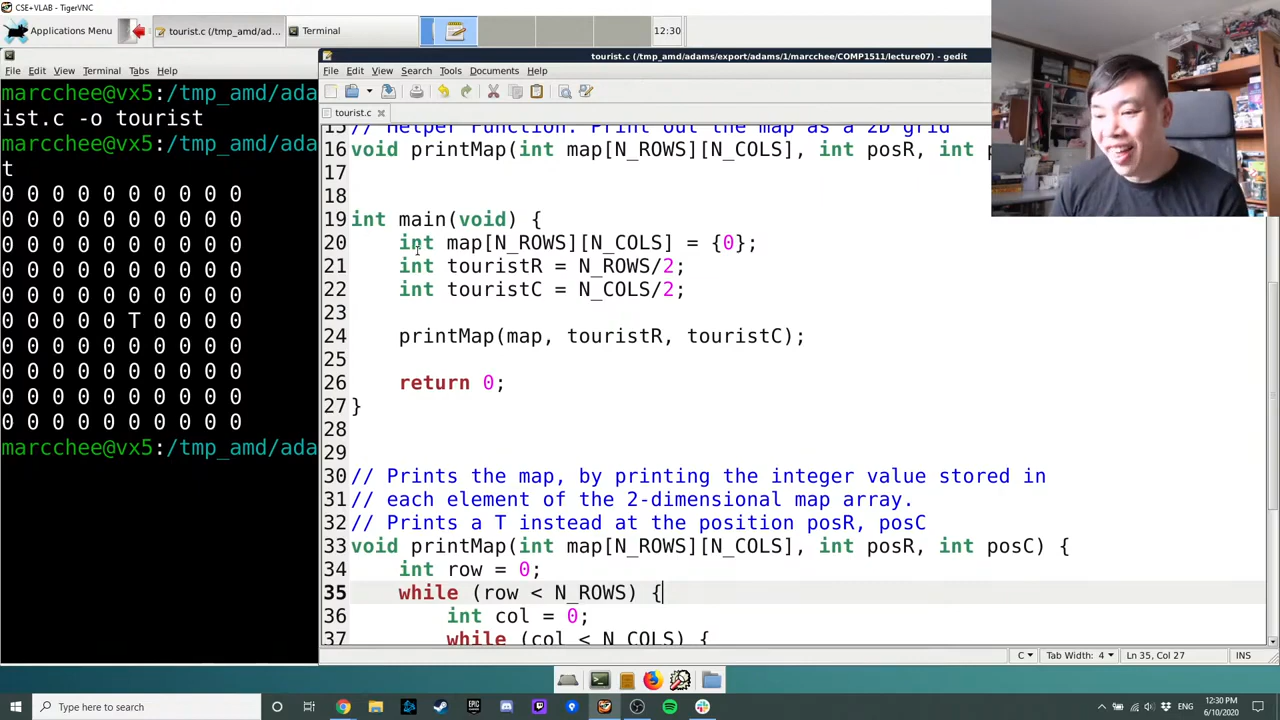 CSE+VLAB - TigerVNC
Applications Menu
tourist.c (/tmp_amd/ad...
Terminal
12:30
tourist.c (/tmp_amd/adams/export/adams/1/marcchee/COMP1511/lecture07) - gedit
File Edit View Terminal Tabs Help
File Edit View Search Tools Documents Help
tourist.c
marcchee@vx5:/tmp_amd/ada
ist.c -o tourist
marcchee@vx5:/tmp_amd/ada
t
0 0 0 0 0 0 0 0 0 0
0 0 0 0 0 0 0 0 0 0
0 0 0 0 0 0 0 0 0 0
0 0 0 0 0 0 0 0 0 0
0 0 0 0 0 0 0 0 0 0
0 0 0 0 0 T 0 0 0 0
0 0 0 0 0 0 0 0 0 0
0 0 0 0 0 0 0 0 0 0
0 0 0 0 0 0 0 0 0 0
0 0 0 0 0 0 0 0 0 0
marcchee@vx5:/tmp_amd/ada
15 // Helper Function: Print out the map as a 2D grid
16 void printMap(int map[N_ROWS][N_COLS], int posR, int p
17
18
19 int main(void) {
20 int map[N_ROWS][N_COLS] = {0};
21 int touristR = N_ROWS/2;
22 int touristC = N_COLS/2;
23
24 printMap(map, touristR, touristC);
25
26 return 0;
27 }
28
29
30 // Prints the map, by printing the integer value stored in
31 // each element of the 2-dimensional map array.
32 // Prints a T instead at the position posR, posC
33 void printMap(int map[N_ROWS][N_COLS], int posR, int posC) {
34 int row = 0;
35 while (row < N_ROWS) {
36 int col = 0;
37 while (col < N_COLS) {
C Tab Width: 4 Ln 35, Col 27 INS
Type here to search
ENG
12:30 PM
6/10/2020